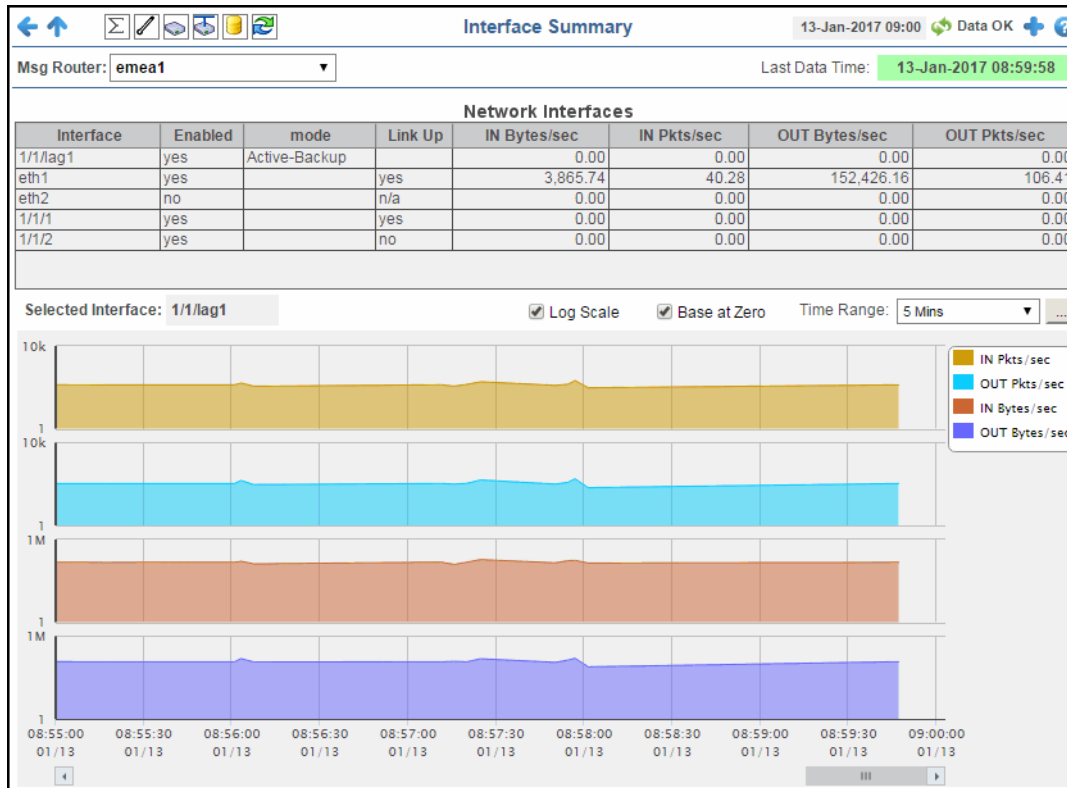 Interface Summary 13-Jan-2017 09:00 Data OK
Msg Router: emea1 Last Data Time: 13-Jan-2017 08:59:58
Network Interfaces
Interface Enabled mode Link Up IN Bytes/sec IN Pkts/sec OUT Bytes/sec OUT Pkts/sec
1/1/lag1 yes Active-Backup 0.00 0.00 0.00 0.00
eth1 yes yes 3,865.74 40.28 152,426.16 106.41
eth2 no n/a 0.00 0.00 0.00 0.00
1/1/1 yes yes 0.00 0.00 0.00 0.00
1/1/2 yes no 0.00 0.00 0.00 0.00
Selected Interface: 1/1/lag1 Log Scale Base at Zero Time Range: 5 Mins ...
10k
1
10k
1
1M
1
1M
1
IN Pkts/sec
OUT Pkts/sec
IN Bytes/sec
OUT Bytes/sec
08:55:00 08:55:30 08:56:00 08:56:30 08:57:00 08:57:30 08:58:00 08:58:30 08:59:00 08:59:30 09:00:00
01/13 01/13 01/13 01/13 01/13 01/13 01/13 01/13 01/13 01/13 01/13